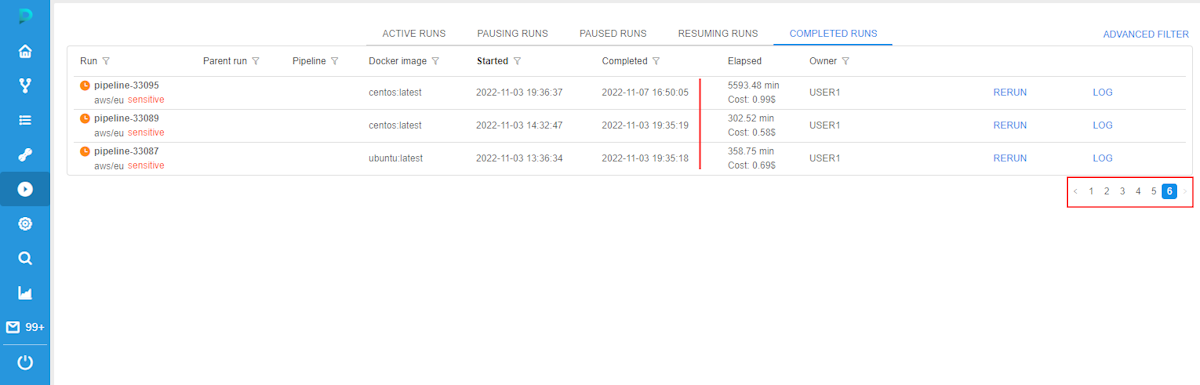 ACTIVE RUNS PAUSING RUNS PAUSED RUNS RESUMING RUNS COMPLETED RUNS ADVANCED FILTER
Run Parent run Pipeline Docker image Started Completed Elapsed Owner
pipeline-33095
aws/eu sensitive
centos:latest 2022-11-03 19:36:37 2022-11-07 16:50:05
5593.48 min
Cost: 0.99$
USER1 RERUN LOG
pipeline-33089
aws/eu sensitive
centos:latest 2022-11-03 14:32:47 2022-11-03 19:35:19
302.52 min
Cost: 0.58$
USER1 RERUN LOG
pipeline-33087
aws/eu sensitive
ubuntu:latest 2022-11-03 13:36:34 2022-11-03 19:35:18
358.75 min
Cost: 0.69$
USER1 RERUN LOG
< 1 2 3 4 5 6 >
99+